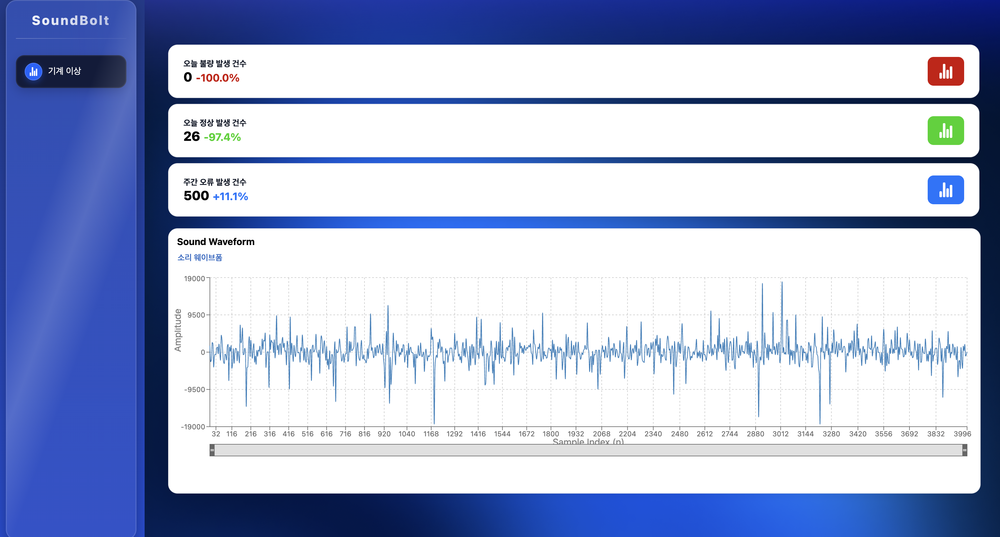 SoundBolt
기계 이상
오늘 불량 발생 건수
0 -100.0%
오늘 정상 발생 건수
26 -97.4%
주간 오류 발생 건수
500 +11.1%
Sound Waveform
소리 웨이브폼
Amplitude
19000
9500
0
-9500
-19000
32 116 216 316 416 516 616 716 816 920 1040 1168 1292 1416 1544 1672 1800 1932 2068 2204 2340 2480 2612 2744 2880 3012 3144 3280 3420 3556 3692 3832 3996
Sample Index (n)